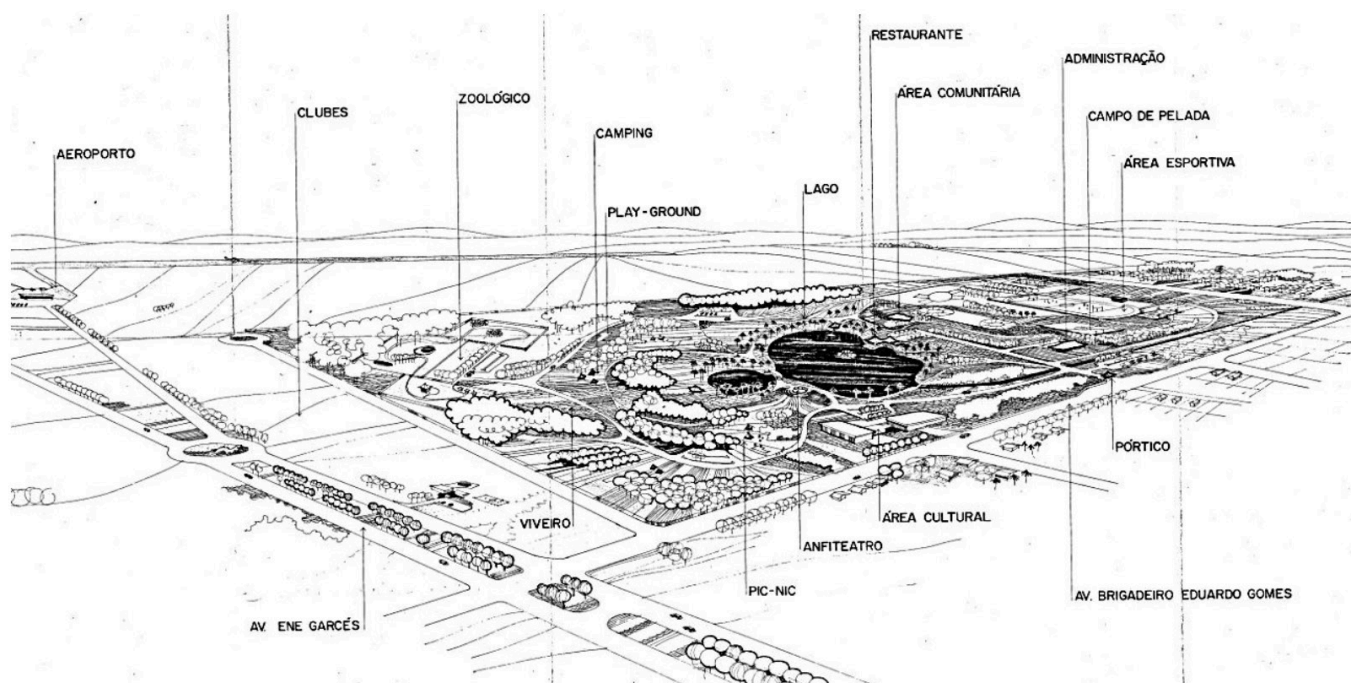 RESTAURANTE
ADMINISTRAÇÃO
ÁREA COMUNITÁRIA
ZOOLÓGICO
CLUBES
CAMPO DE PELADA
CAMPING
AEROPORTO
ÁREA ESPORTIVA
LAGO
PLAY-GROUND
PÓRTICO
VIVEIRO
ÁREA CULTURAL
ANFITEATRO
PIC-NIC
AV. BRIGADEIRO EDUARDO GOMES
AV. ENE GARCÉS